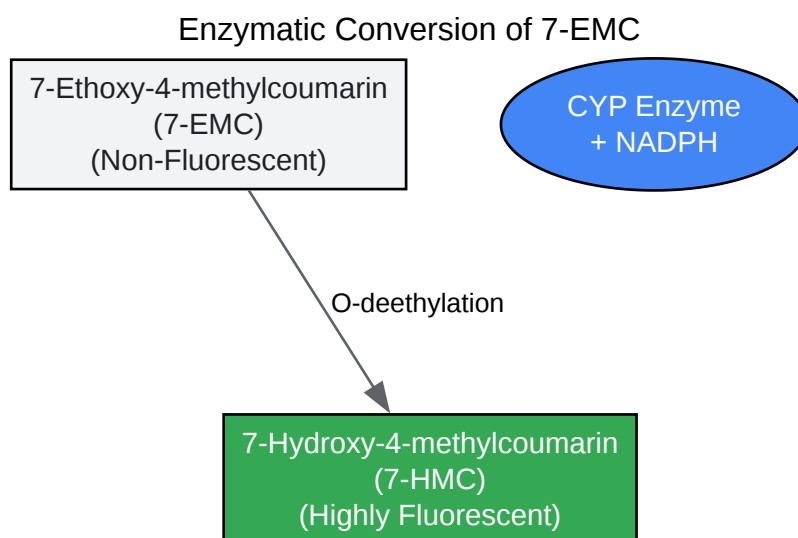 Enzymatic Conversion of 7-EMC
7-Ethoxy-4-methylcoumarin
(7-EMC)
(Non-Fluorescent)
CYP Enzyme
+ NADPH
O-deethylation
7-Hydroxy-4-methylcoumarin
(7-HMC)
(Highly Fluorescent)